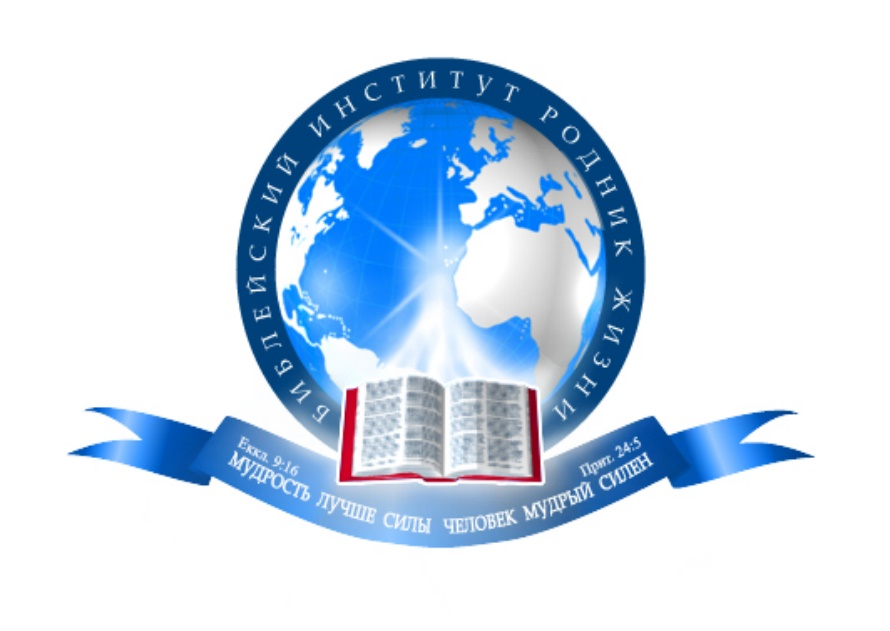 БИБЛЕЙСКИЙ ИНСТИТУТ РОДНИК ЖИЗНИ
Еккл. 9:16
МУДРОСТЬ ЛУЧШЕ СИЛЫ
Прит. 24:5
ЧЕЛОВЕК МУДРЫЙ СИЛЕН